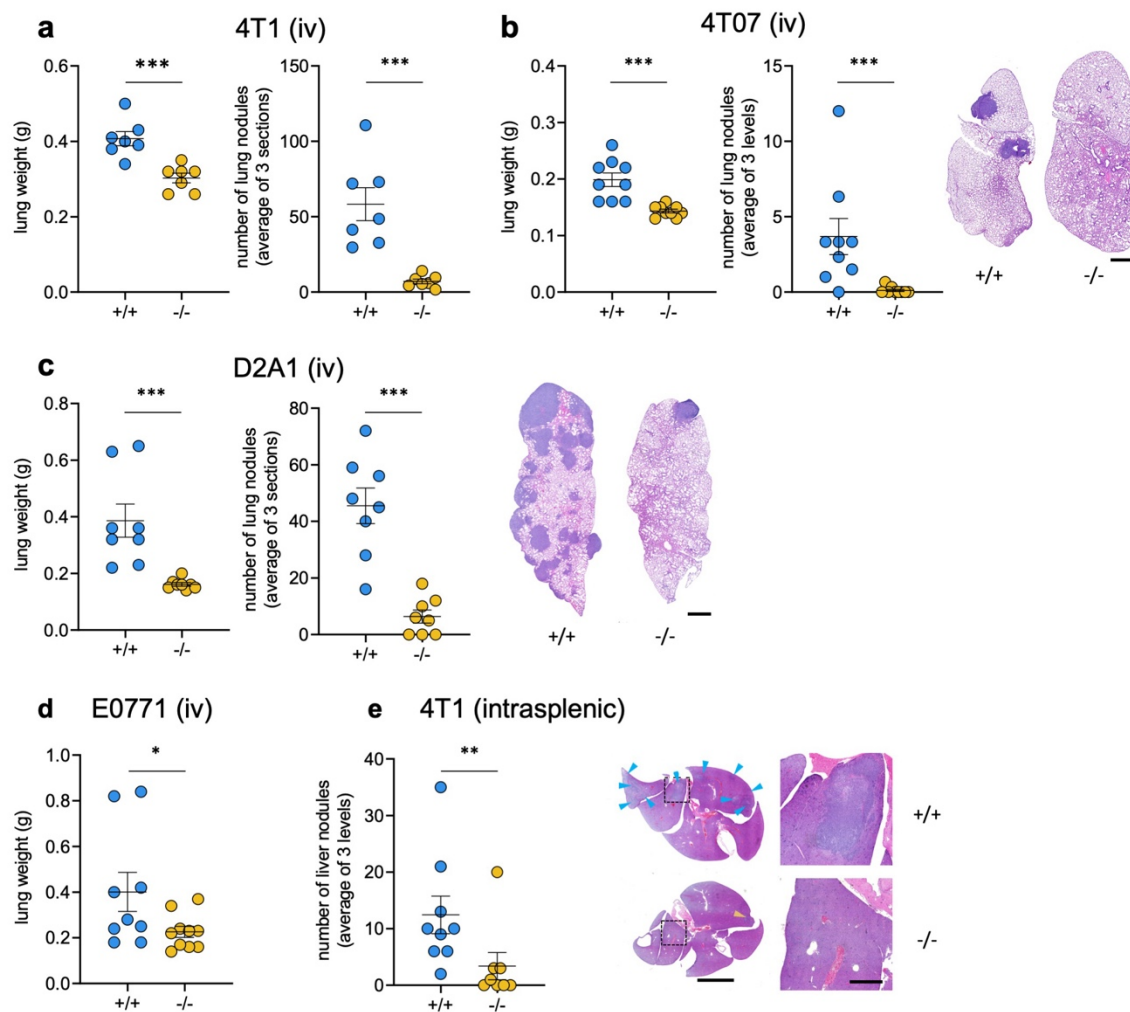 a
4T1 (iv)
lung weight (g)
0.6
0.4
0.2
0.0
***
+/+ -/-
number of lung nodules
(average of 3 sections)
150
100
50
0
***
+/+ -/-
b
4T07 (iv)
lung weight (g)
0.4
0.3
0.2
0.1
0.0
***
+/+ -/-
number of lung nodules
(average of 3 levels)
15
10
5
0
***
+/+ -/-
+/+ -/-
c
D2A1 (iv)
lung weight (g)
0.8
0.6
0.4
0.2
0.0
***
+/+ -/-
number of lung nodules
(average of 3 sections)
80
60
40
20
0
***
+/+ -/-
+/+ -/-
d
E0771 (iv)
lung weight (g)
1.0
0.8
0.6
0.4
0.2
0.0
*
+/+ -/-
e
4T1 (intrasplenic)
number of liver nodules
(average of 3 levels)
40
30
20
10
0
**
+/+ -/-
+/+
-/-